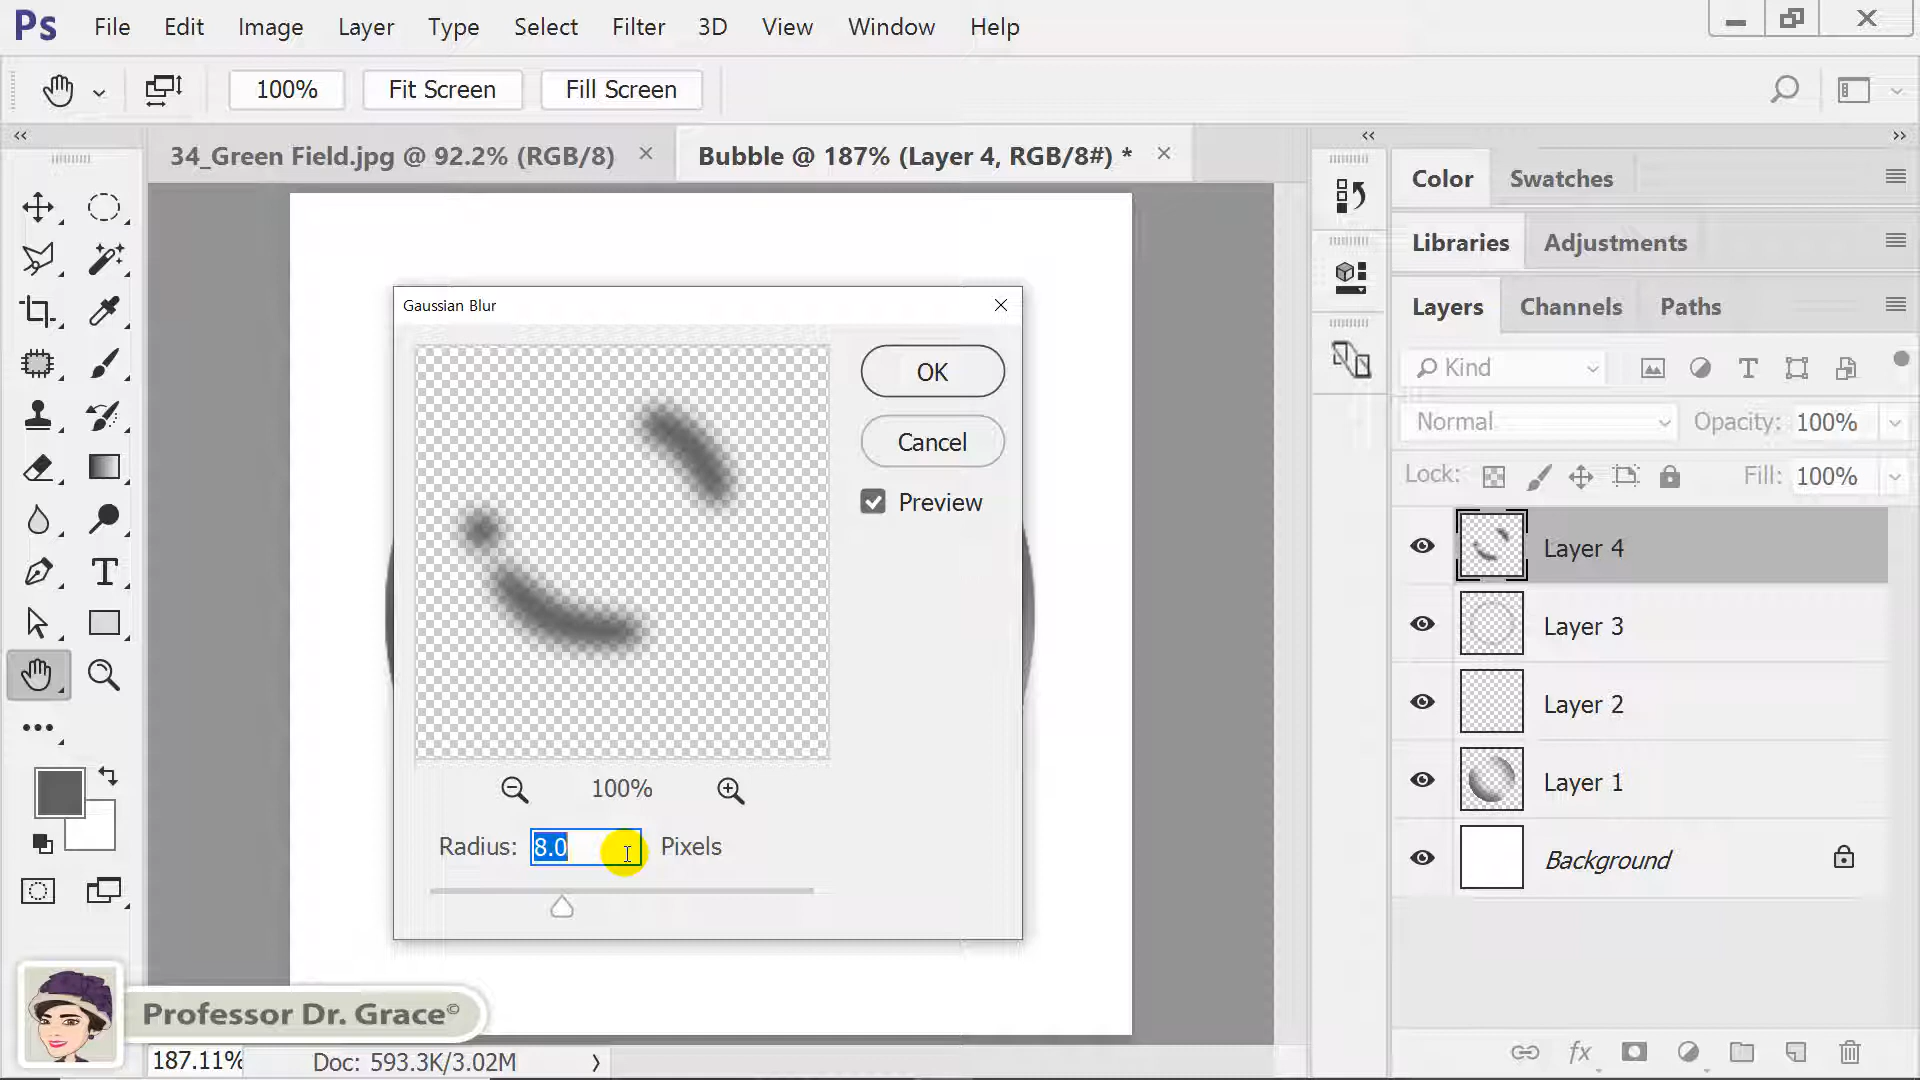 Ps File Edit Image Layer Type Select Filter 3D View Window Help
100% Fit Screen Fill Screen
34_Green Field.jpg @ 92.2% (RGB/8) Bubble @ 187% (Layer 4, RGB/8#) *
Color Swatches
Libraries Adjustments
Layers Channels Paths
Kind
Normal Opacity: 100%
Lock: Fill: 100%
Layer 4
Layer 3
Layer 2
Layer 1
Background
fx
Gaussian Blur
OK
Cancel
Preview
100%
Radius: 8.0 Pixels
T
Professor Dr. Grace©
187.11% Doc: 593.3K/3.02M